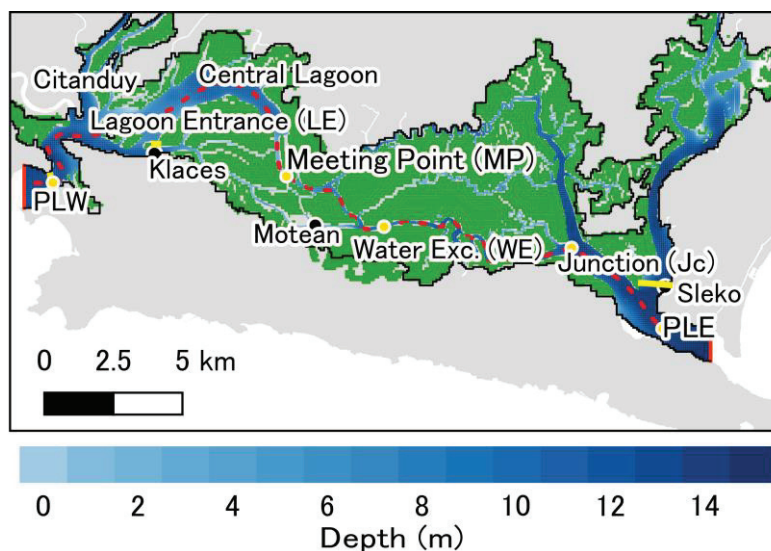 Citanduy
Central Lagoon
Lagoon Entrance (LE)
Klaces
Meeting Point (MP)
PLW
Motean
Water Exc. (WE)
Junction (Jc)
Sleko
PLE
0 2.5 5 km
0 2 4 6 8 10 12 14
Depth (m)